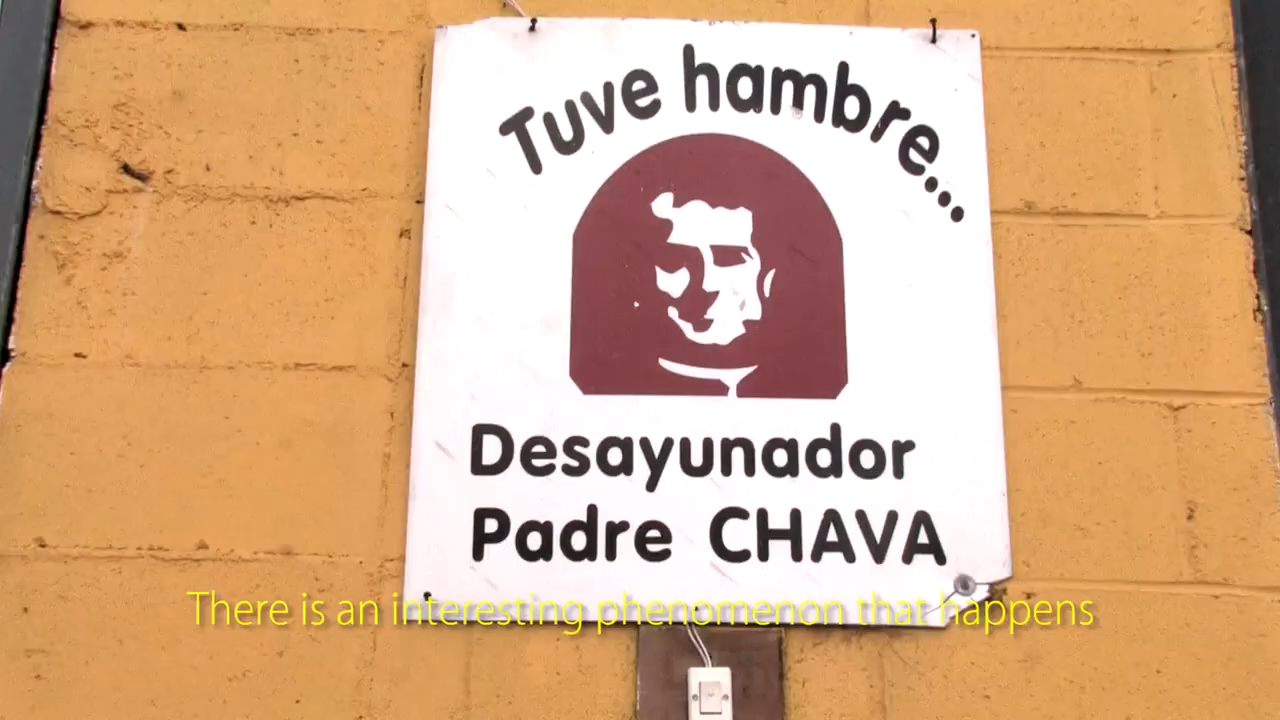 Tuve hambre...
Desayunador
Padre CHAVA
There is an interesting phenomenon that happens